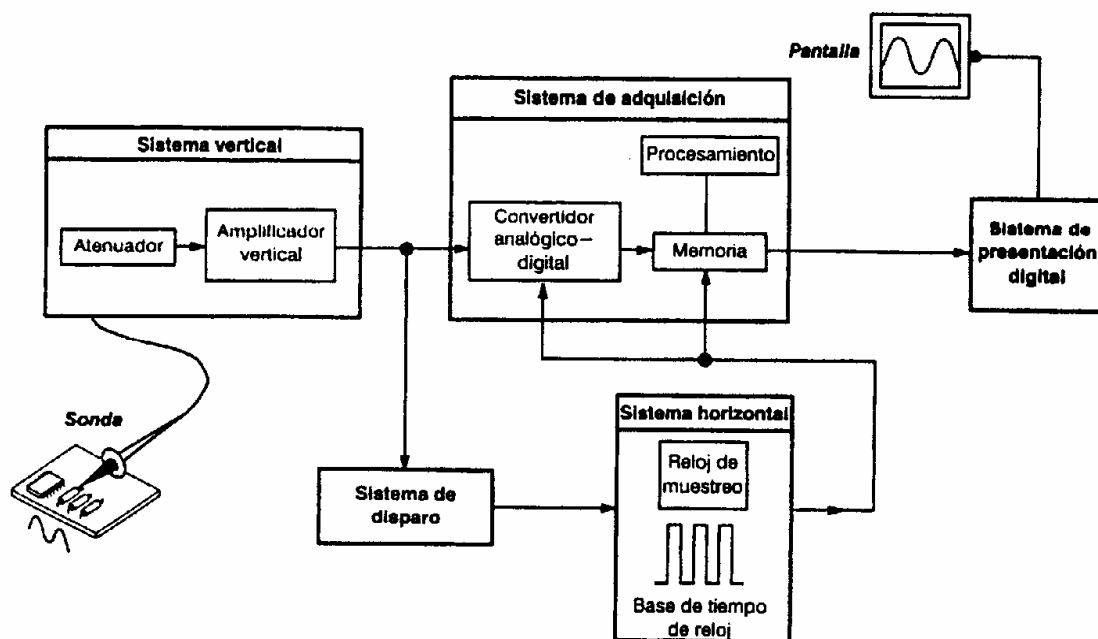 Pantalla
Sistema de adquisición
Sistema vertical
Procesamiento
Atenuador
Amplificador
vertical
Convertidor
analógico–
digital
Memoria
Sistema de
presentación
digital
Sonda
Sistema horizontal
Reloj de
muestreo
Sistema de
disparo
Base de tiempo
de reloj